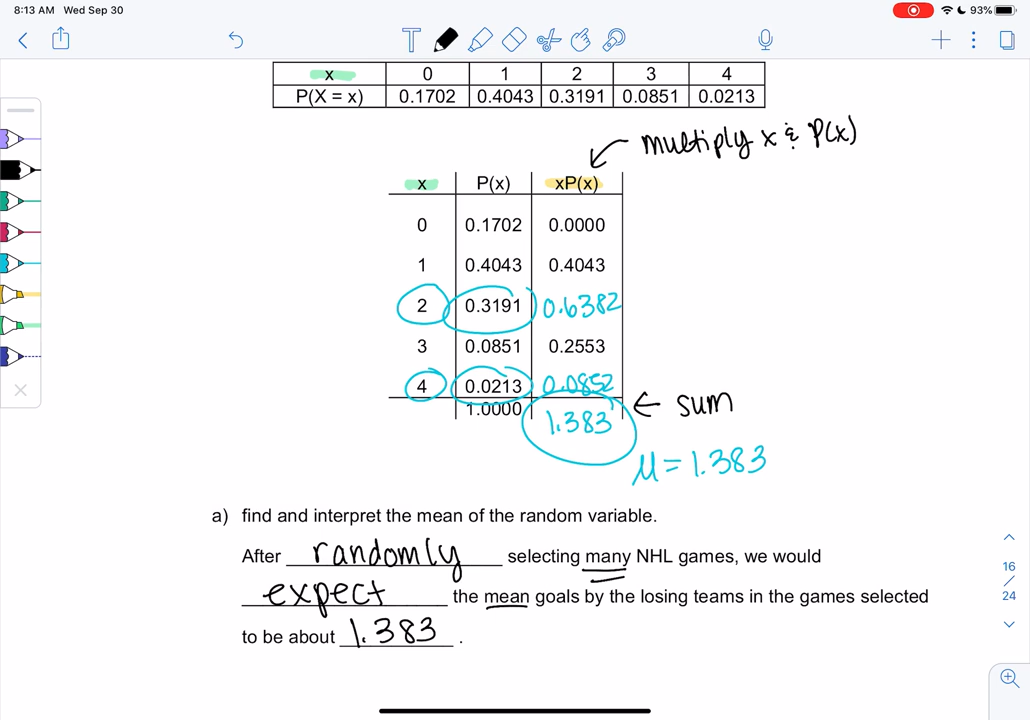 8:13 AM Wed Sep 30 93%
T
x 0 1 2 3 4
P(X = x) 0.1702 0.4043 0.3191 0.0851 0.0213
multiply x & P(x)
x P(x) xP(x)
0 0.1702 0.0000
1 0.4043 0.4043
2 0.3191 0.6382
3 0.0851 0.2553
4 0.0213 0.0852
1.0000 1.383 ← sum
μ = 1.383
a) find and interpret the mean of the random variable.
After randomly selecting many NHL games, we would
expect the mean goals by the losing teams in the games selected
to be about 1.383 .
16
/
24